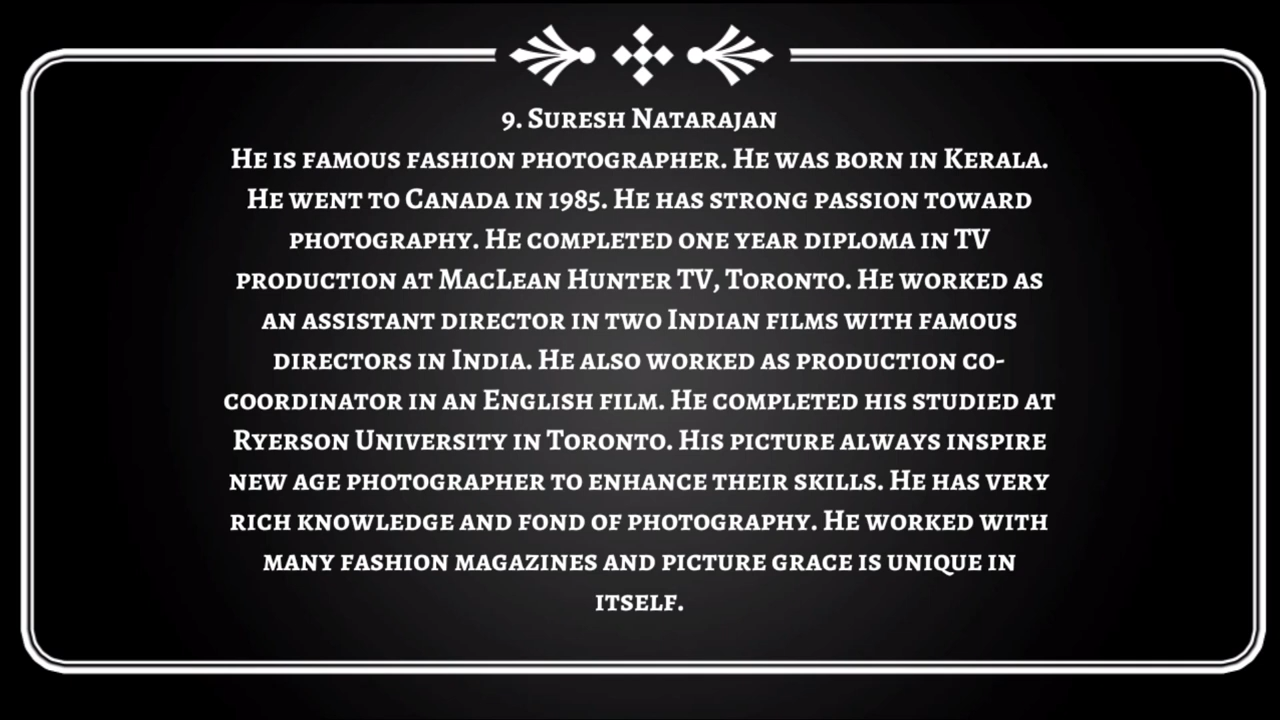 9. Suresh Natarajan
He is famous fashion photographer. He was born in Kerala.
He went to Canada in 1985. He has strong passion toward
photography. He completed one year diploma in TV
production at MacLean Hunter TV, Toronto. He worked as
an assistant director in two Indian films with famous
directors in India. He also worked as production co-
coordinator in an English film. He completed his studied at
Ryerson University in Toronto. His picture always inspire
new age photographer to enhance their skills. He has very
rich knowledge and fond of photography. He worked with
many fashion magazines and picture grace is unique in
itself.